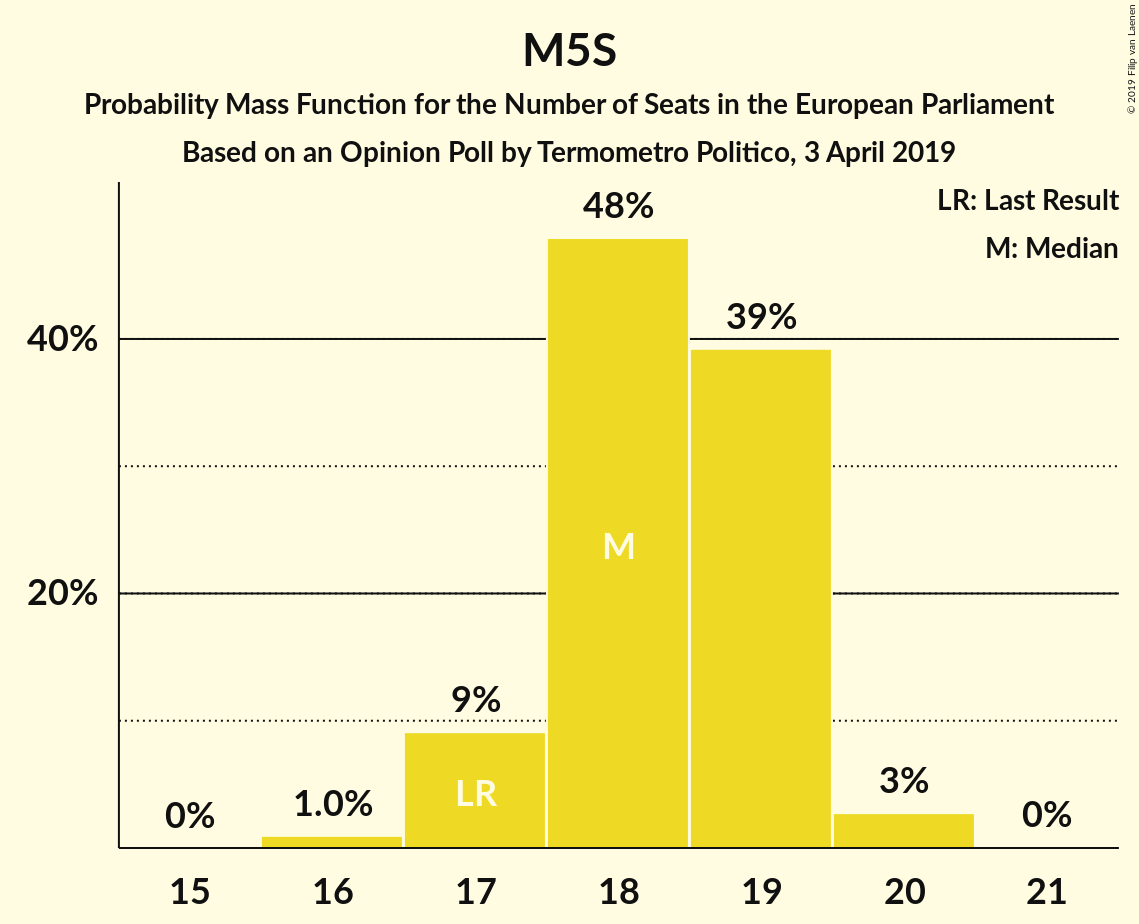 M5S
Probability Mass Function for the Number of Seats in the European Parliament
Based on an Opinion Poll by Termometro Politico, 3 April 2019
© 2019 Filip van Laenen
LR: Last Result
M: Median
48%
39%
40%
M
20%
9%
LR
3%
1.0%
0%
0%
15 16 17 18 19 20 21